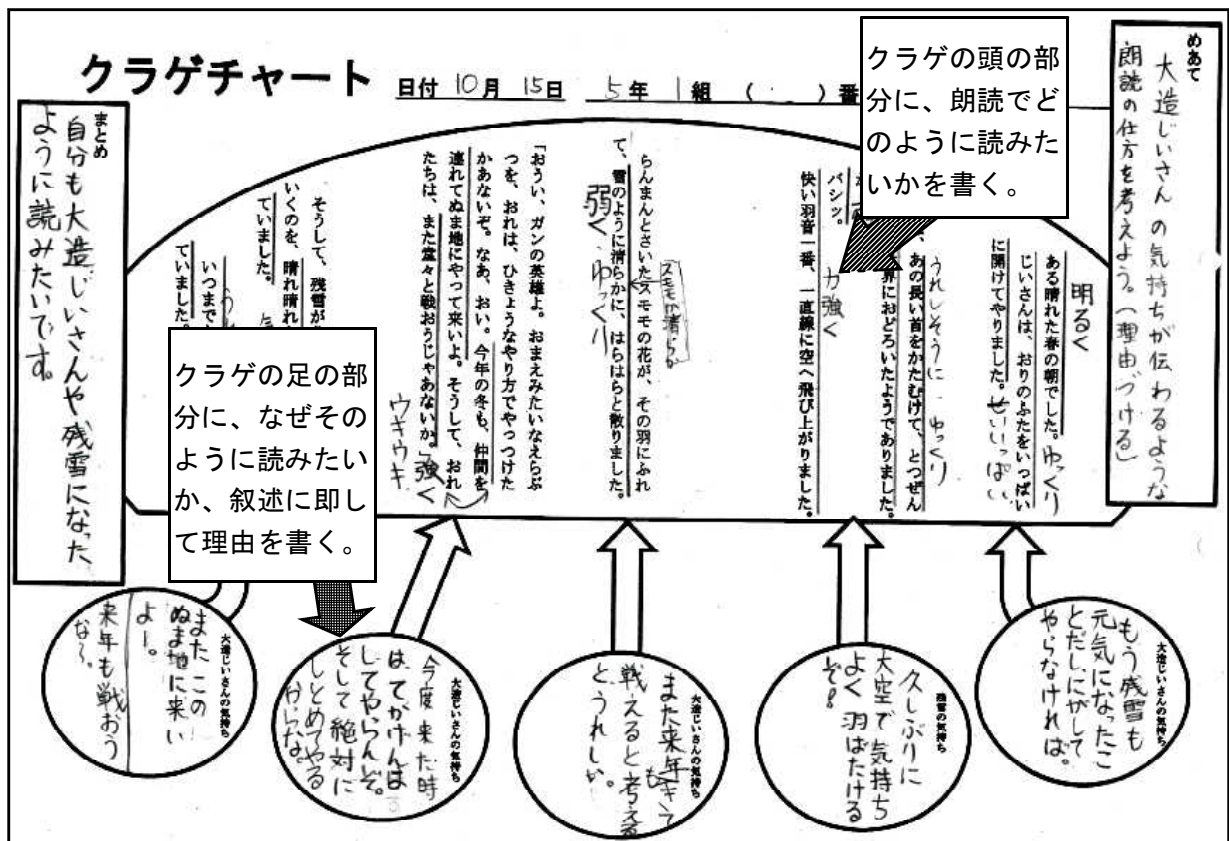 クラゲチャート 日付 10月 15日 5年 1組 ( ) 番
めあて
大造じいさんの気持ちが伝わるような
朗読の仕方を考えよう。(理由づける)
クラゲの頭の部
分に、朗読でど
のように読みた
いかを書く。
明るく
ある晴れた春の朝でした。ゆっくり
じいさんは、おりのふたをいっぱい
に開けてやりました。せいいっぱい
うれしそうに ゆっくり
、あの長い首をかたむけて、とつぜん
界におどろいたようでありました。
バシッ。
力強く
快い羽音一番、一直線に空へ飛び上がりました。
らんまんとさいたスモモの花が、その羽にふれ
スモモが清らか
て、雪のように清らかに、はらはらと散りました。
弱く ゆっくり
「おうい、ガンの英雄よ。おまえみたいなえらぶ
つを、おれは、ひきょうなやり方でやっつけた
かあないぞ。なあ、おい。今年の冬も、仲間を
連れてぬま地にやって来いよ。そうして、おれ
たちは、また堂々と戦おうじゃあないか。」強く
ウキウキ
そうして、残雪が
いくのを、晴れ晴れ
ていました。
いつまで
ていました。
クラゲの足の部
分に、なぜその
ように読みたい
か、叙述に即し
て理由を書く。
まとめ
自分も大造じいさんや残雪になった
ように読みたいです。
大造じいさんの気持ち
もう残雪も
元気になったこ
とだしにがして
やらなければ。
残雪の気持ち
久しぶりに
大空で気持ち
よく羽ばたける
ぞ。
大造じいさんの気持ち
また来年も
戦えると考える
とうれしい。
大造じいさんの気持ち
今度来た時
は、てかげんは
してやらんぞ。
そして絶対に
しとめてやる
からな。
大造じいさんの気持ち
またこの
ぬま地に来い
よー。
来年も戦おう
な〜。